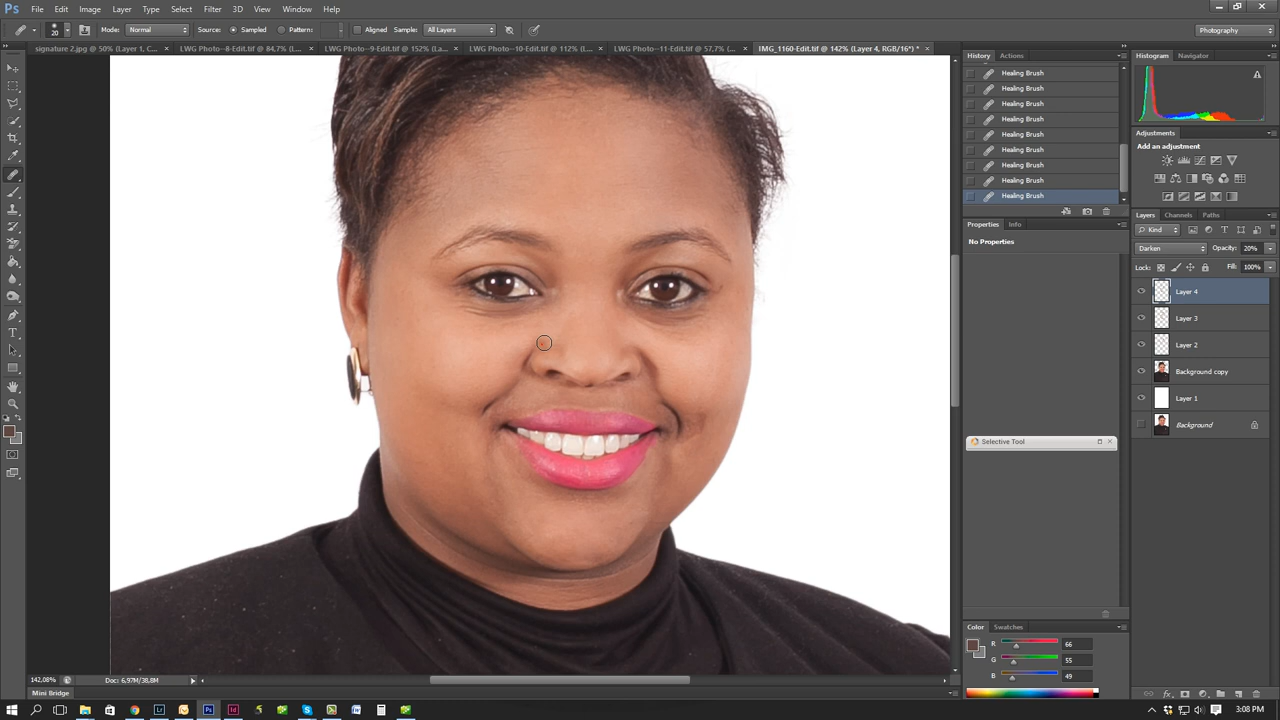 Ps File Edit Image Layer Type Select Filter 3D View Window Help
20 Mode: Normal Source: Sampled Pattern: Aligned Sample: All Layers Photography
signature 2.jpg @ 50% (Layer 1, C... × LWG Photo--8-Edit.tif @ 84,7% (L... × LWG Photo--9-Edit.tif @ 152% (La... × LWG Photo--10-Edit.tif @ 112% (L... × LWG Photo--11-Edit.tif @ 57,7% (... × IMG_1160-Edit.tif @ 142% (Layer 4, RGB/16*) * ×
History Actions
Healing Brush
Healing Brush
Healing Brush
Healing Brush
Healing Brush
Healing Brush
Healing Brush
Healing Brush
Healing Brush
Properties Info
No Properties
Selective Tool
Color Swatches
R 66
G 55
B 49
Histogram Navigator
Adjustments
Add an adjustment
Layers Channels Paths
Kind
Darken Opacity: 20%
Lock: Fill: 100%
Layer 4
Layer 3
Layer 2
Background copy
Layer 1
Background
142,08% Doc: 6,97M/38,8M
Mini Bridge
3:08 PM